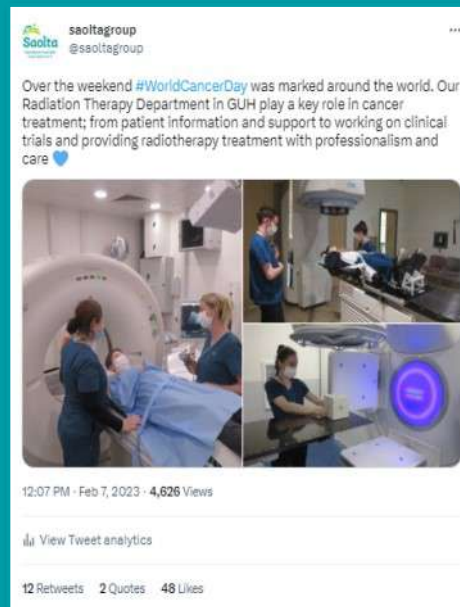 Saolta
saoltagroup
@saoltagroup
Over the weekend #WorldCancerDay was marked around the world. Our
Radiation Therapy Department in GUH play a key role in cancer
treatment; from patient information and support to working on clinical
trials and providing radiotherapy treatment with professionalism and
care 💙
12:07 PM · Feb 7, 2023 · 4,626 Views
View Tweet analytics
12 Retweets 2 Quotes 48 Likes